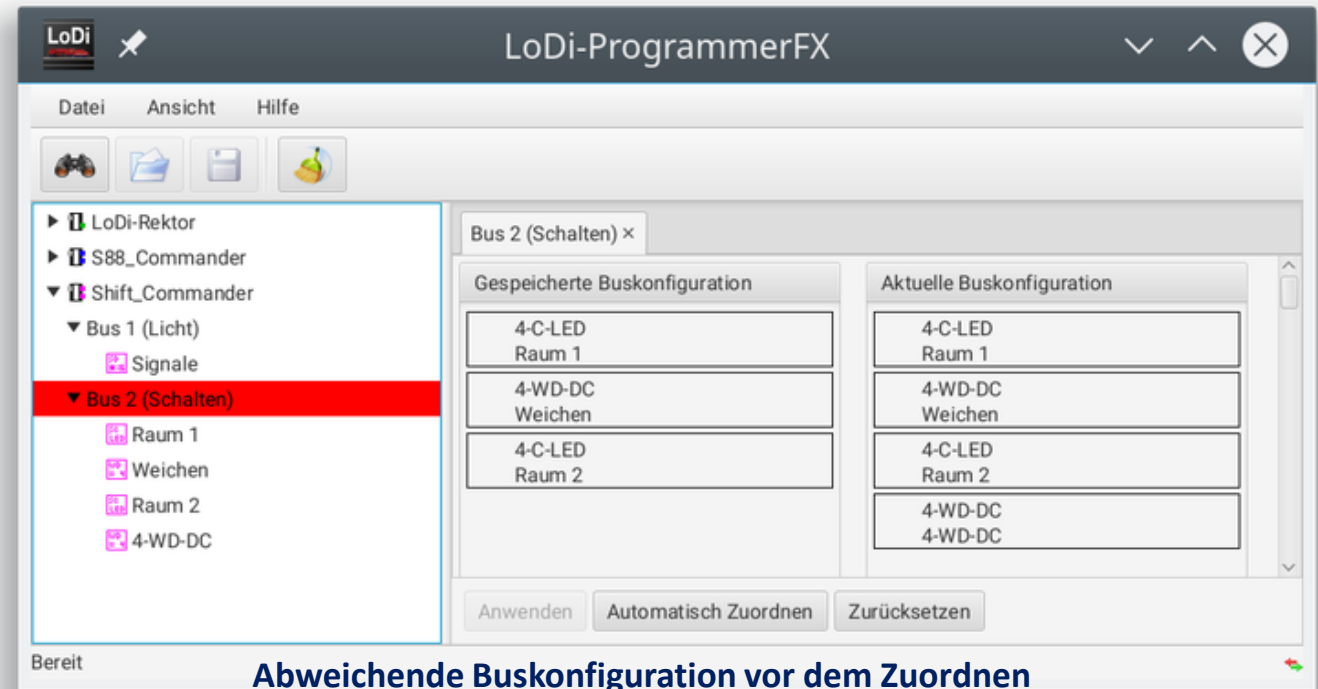 LoDi
LoDi-ProgrammerFX
Datei Ansicht Hilfe
LoDi-Rektor
S88_Commander
Shift_Commander
Bus 1 (Licht)
Signale
Bus 2 (Schalten)
Raum 1
Weichen
Raum 2
4-WD-DC
Bus 2 (Schalten) ×
Gespeicherte Buskonfiguration
4-C-LED
Raum 1
4-WD-DC
Weichen
4-C-LED
Raum 2
Aktuelle Buskonfiguration
4-C-LED
Raum 1
4-WD-DC
Weichen
4-C-LED
Raum 2
4-WD-DC
4-WD-DC
Anwenden Automatisch Zuordnen Zurücksetzen
Bereit
Abweichende Buskonfiguration vor dem Zuordnen